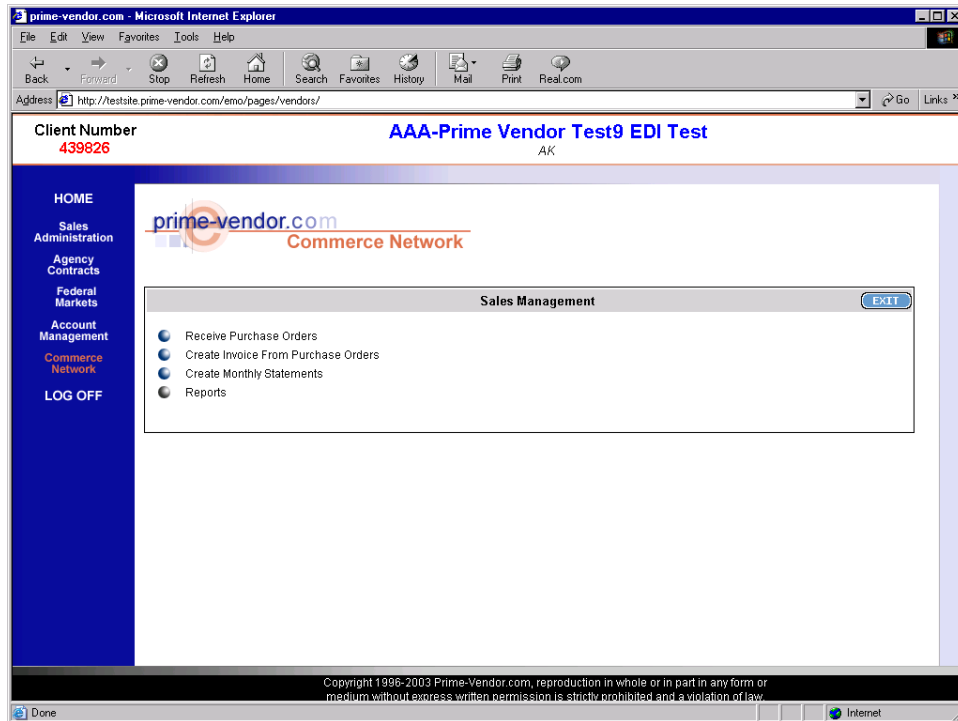 prime-vendor.com - Microsoft Internet Explorer
File Edit View Favorites Tools Help
Back Forward Stop Refresh Home Search Favorites History Mail Print Real.com
Address http://testsite.prime-vendor.com/emo/pages/vendors/ Go Links »
Client Number
439826
AAA-Prime Vendor Test9 EDI Test
AK
HOME
Sales
Administration
Agency
Contracts
Federal
Markets
Account
Management
Commerce
Network
LOG OFF
prime-vendor.com
Commerce Network
Sales Management EXIT
Receive Purchase Orders
Create Invoice From Purchase Orders
Create Monthly Statements
Reports
Copyright 1996-2003 Prime-Vendor.com, reproduction in whole or in part in any form or
medium without express written permission is strictly prohibited and a violation of law.
Done Internet